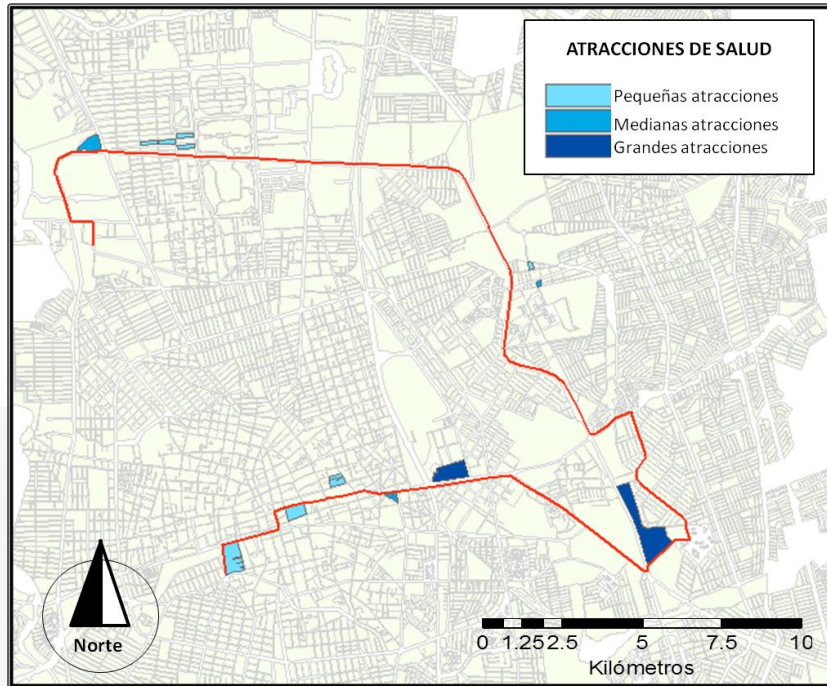 ATRACCIONES DE SALUD
Pequeñas atracciones
Medianas atracciones
Grandes atracciones
Norte
0 1.25 2.5 5 7.5 10
Kilómetros